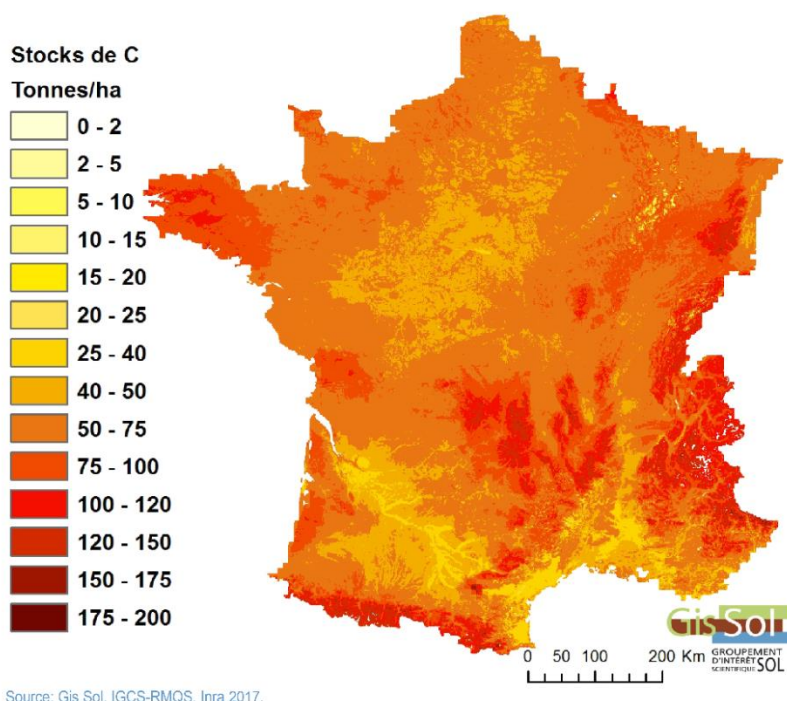 Stocks de C
Tonnes/ha
0 - 2
2 - 5
5 - 10
10 - 15
15 - 20
20 - 25
25 - 40
40 - 50
50 - 75
75 - 100
100 - 120
120 - 150
150 - 175
175 - 200
Gis Sol
GROUPEMENT
D'INTÉRÊT
SCIENTIFIQUE SOL
0 50 100 200 Km
Source: Gis Sol, IGCS-RMQS, Inra 2017.